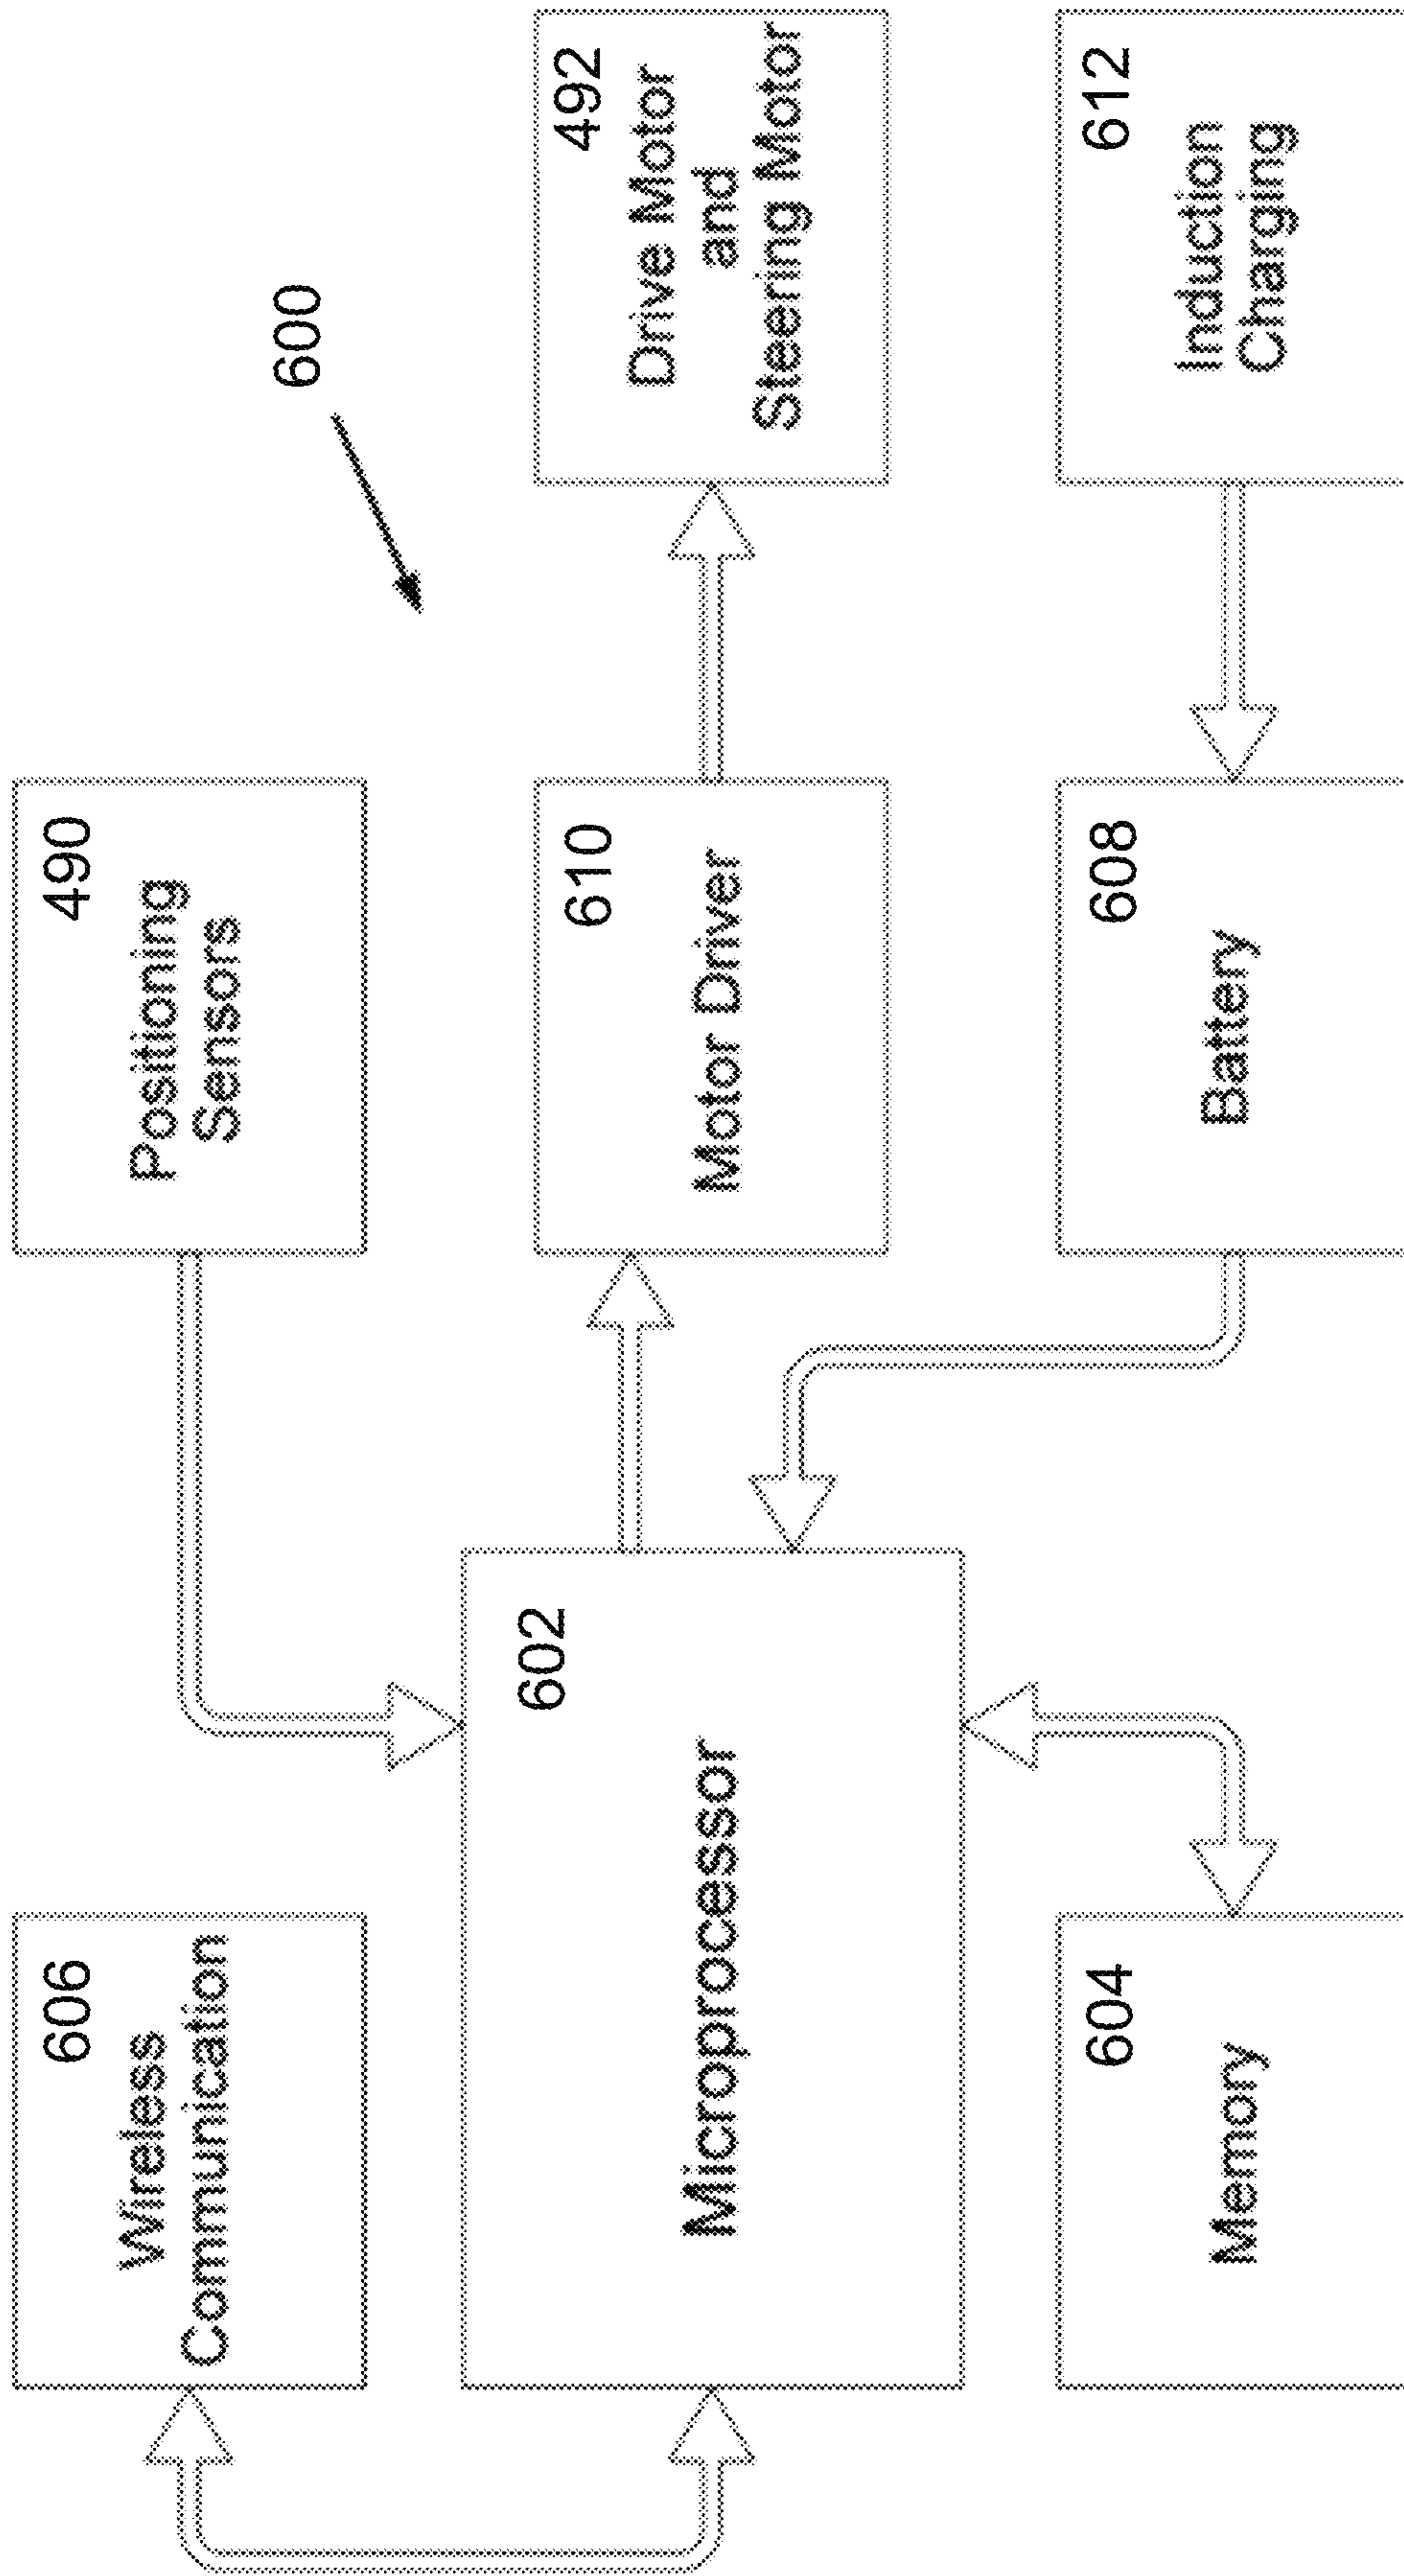 606
Wireless
Communication
490
Positioning
Sensors
600
602
Microprocessor
610
Motor Driver
492
Drive Motor
and
Steering Motor
604
Memory
608
Battery
612
Induction
Charging